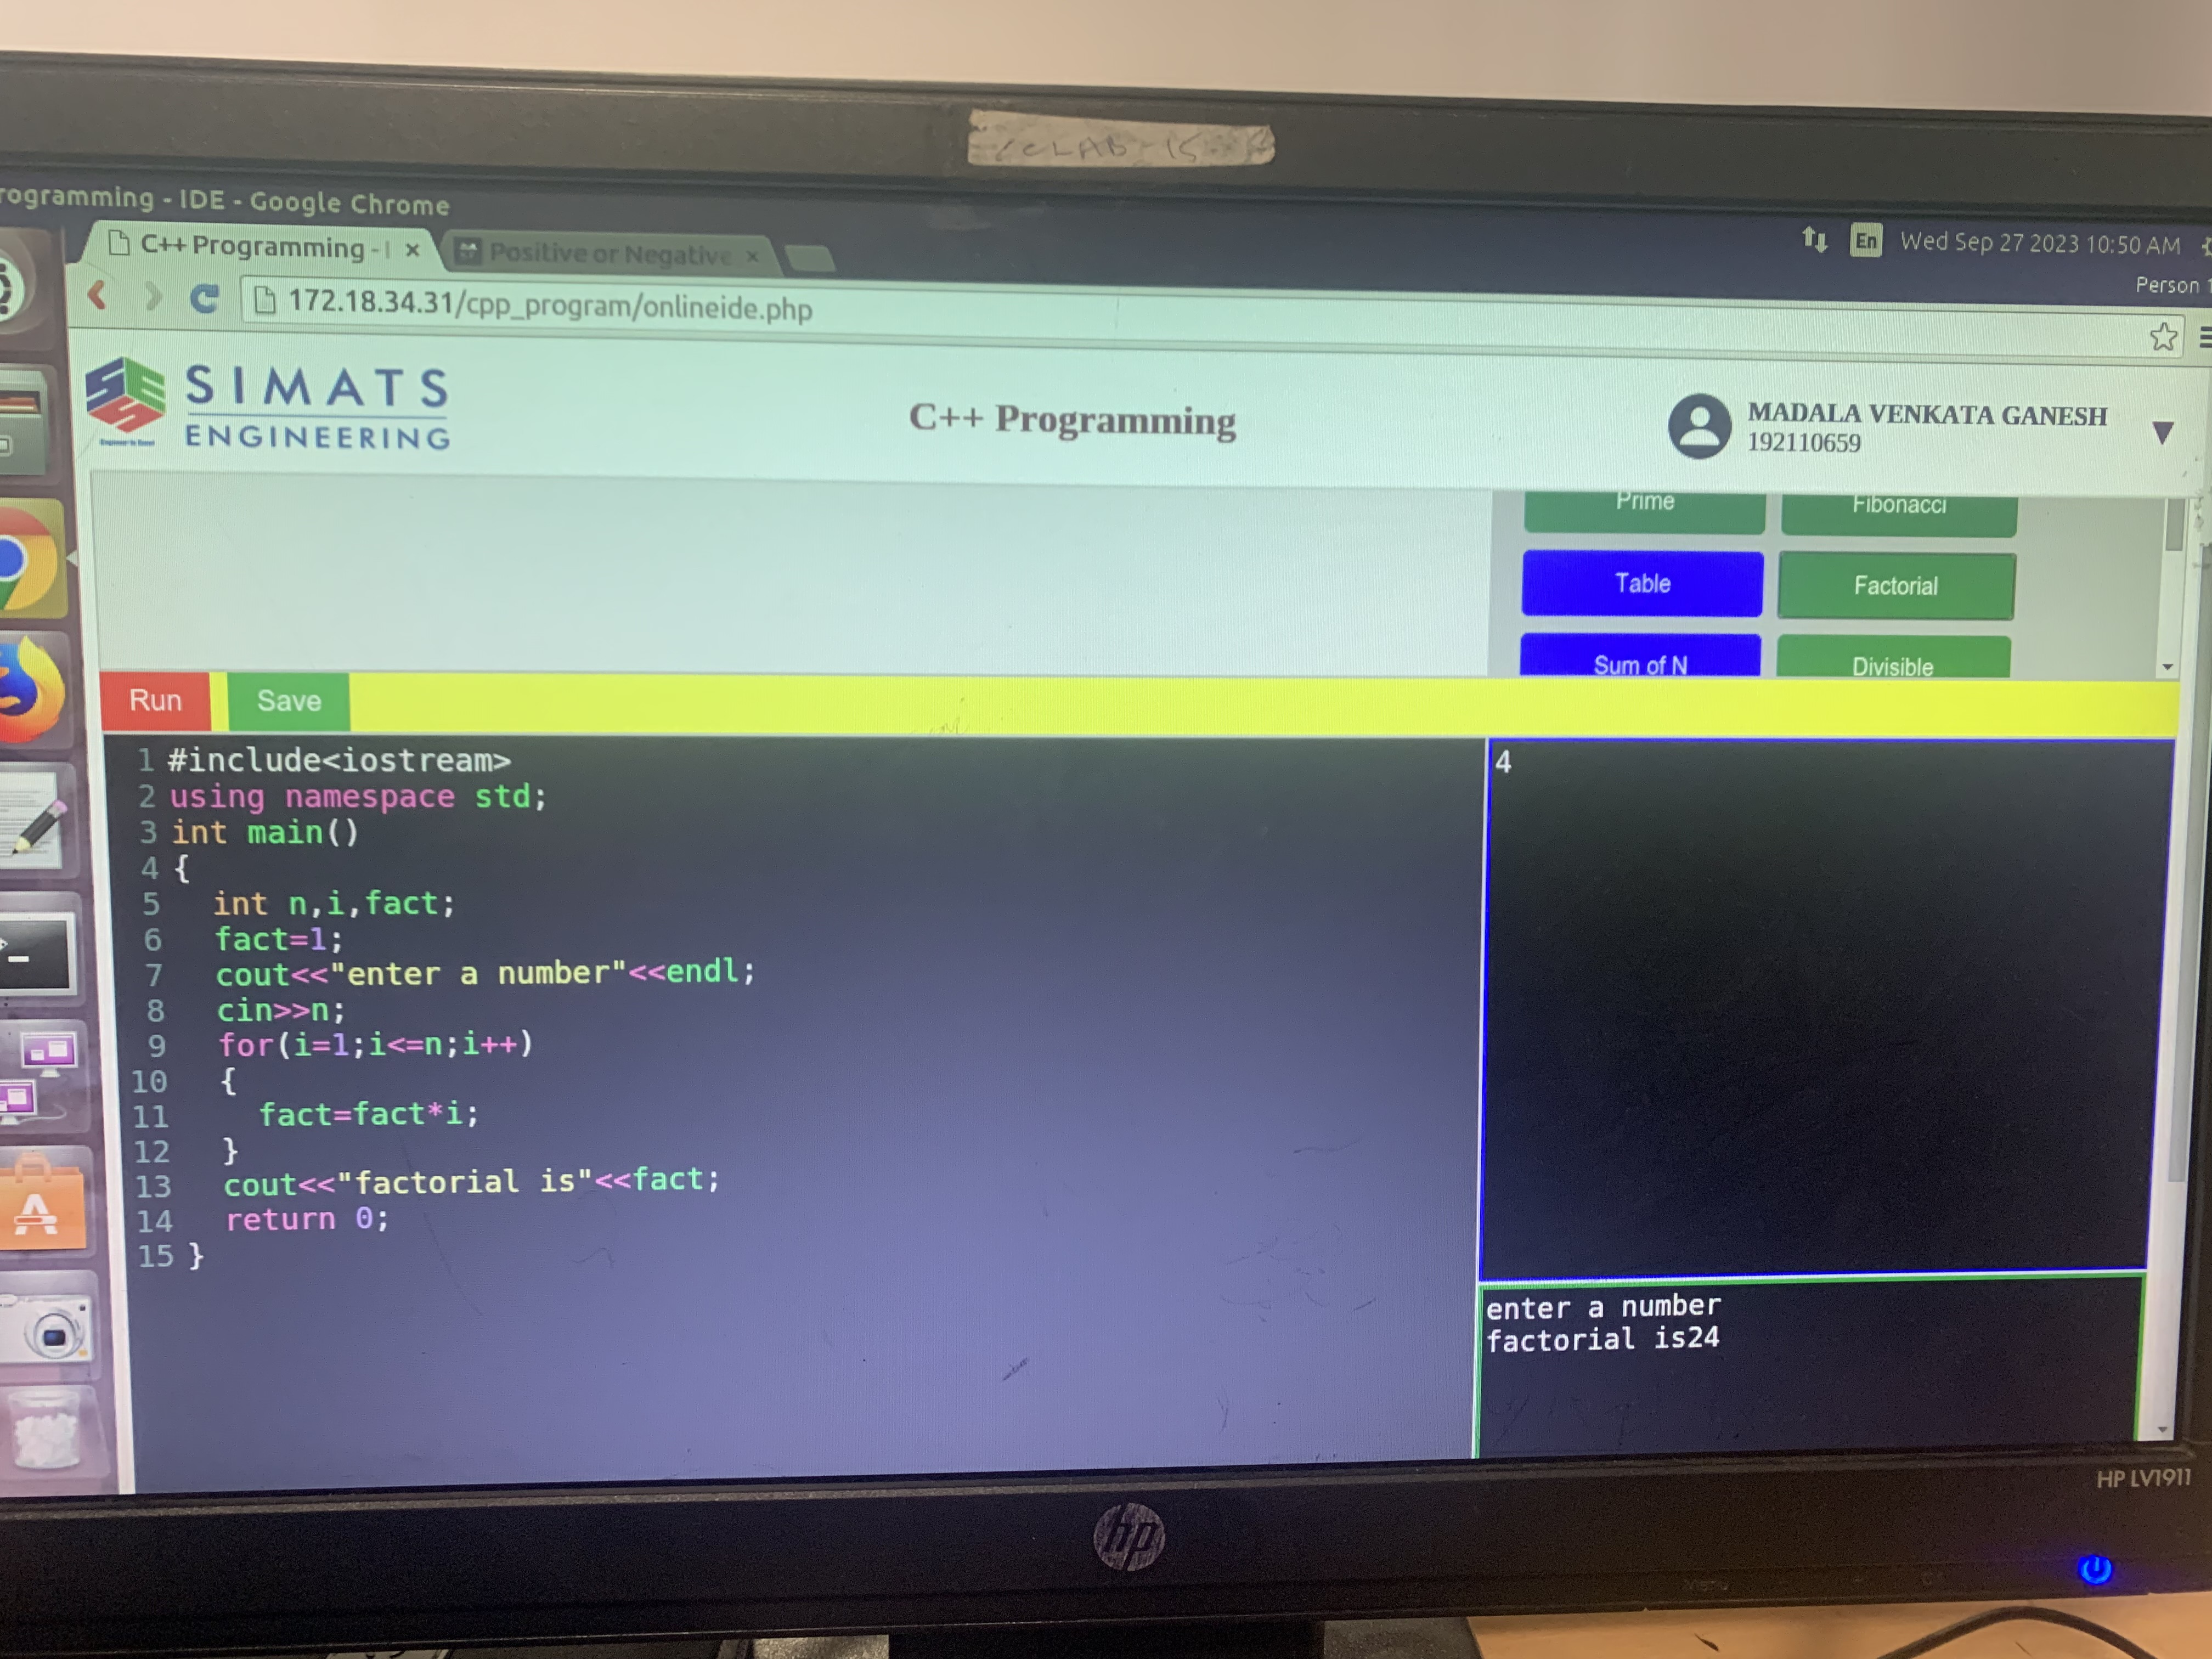 LAB 15
rogramming - IDE - Google Chrome
En Wed Sep 27 2023 10:50 AM
C++ Programming - I × Positive or Negative ×
Person 1
172.18.34.31/cpp_program/onlineide.php
SIMATS
ENGINEERING
C++ Programming
MADALA VENKATA GANESH
192110659
Prime Fibonacci
Table Factorial
Sum of N Divisible
Run Save
1 #include<iostream>
2 using namespace std;
3 int main()
4 {
5 int n,i,fact;
6 fact=1;
7 cout<<"enter a number"<<endl;
8 cin>>n;
9 for(i=1;i<=n;i++)
10 {
11 fact=fact*i;
12 }
13 cout<<"factorial is"<<fact;
14 return 0;
15 }
4
enter a number
factorial is24
HP LV1911
hp